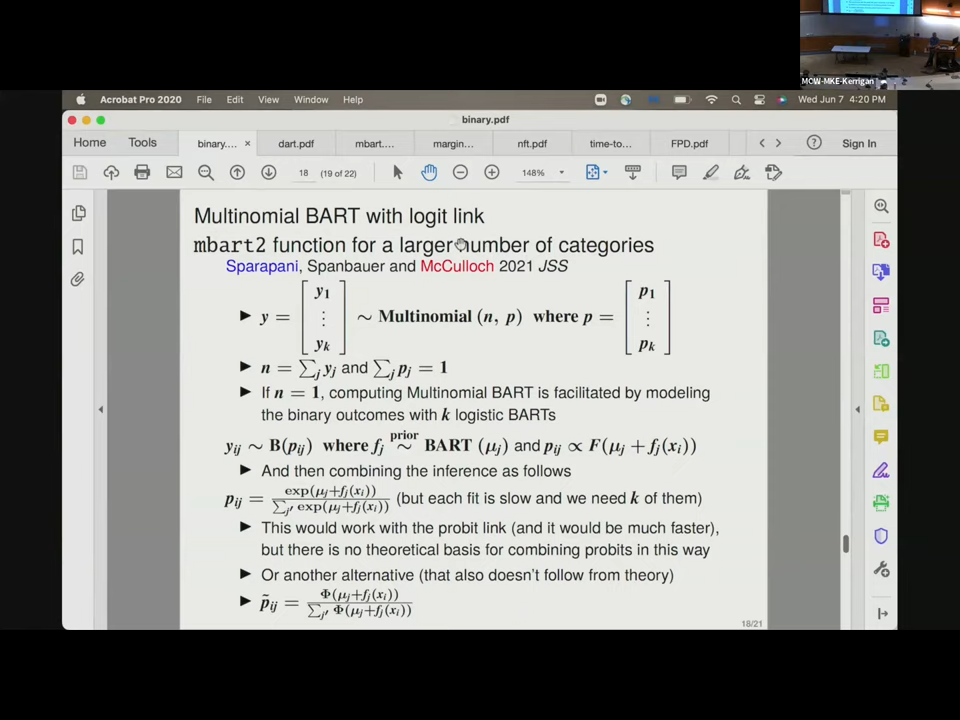 MCW-MKE-Kerrigan
Acrobat Pro 2020 File Edit View Window Help Wed Jun 7 4:20 PM
binary.pdf
Home Tools binary.... × dart.pdf mbart.... margin... nft.pdf time-to... FPD.pdf Sign In
18 (19 of 22) 148%
Multinomial BART with logit link
mbart2 function for a larger number of categories
Sparapani, Spanbauer and McCulloch 2021 JSS
► y = [y₁ ⋮ yₖ] ~ Multinomial (n, p) where p = [p₁ ⋮ pₖ]
► n = ∑ⱼ yⱼ and ∑ⱼ pⱼ = 1
► If n = 1, computing Multinomial BART is facilitated by modeling
the binary outcomes with k logistic BARTs
yᵢⱼ ~ B(pᵢⱼ) where fⱼ prior ~ BART (μⱼ) and pᵢⱼ ∝ F(μⱼ + fⱼ(xᵢ))
► And then combining the inference as follows
pᵢⱼ = exp(μⱼ+fⱼ(xᵢ)) / ∑ⱼ′ exp(μⱼ+fⱼ(xᵢ)) (but each fit is slow and we need k of them)
► This would work with the probit link (and it would be much faster),
but there is no theoretical basis for combining probits in this way
► Or another alternative (that also doesn't follow from theory)
► p̃ᵢⱼ = Φ(μⱼ+fⱼ(xᵢ)) / ∑ⱼ′ Φ(μⱼ+fⱼ(xᵢ))
18/21